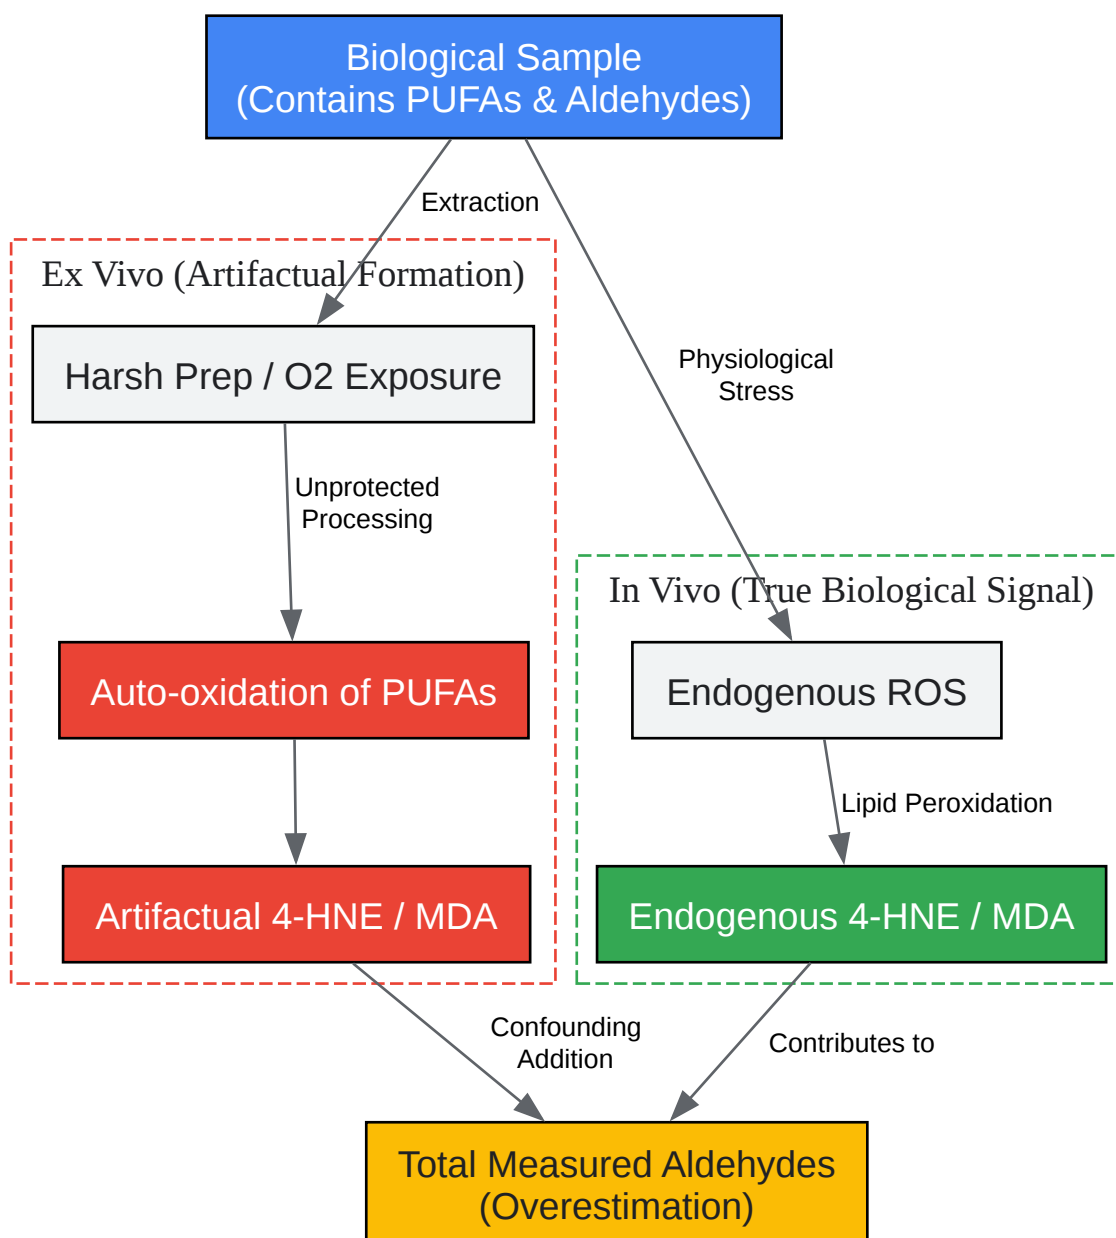 Biological Sample
(Contains PUFAs & Aldehydes)
Extraction
Ex Vivo (Artifactual Formation)
Harsh Prep / O2 Exposure
Physiological
Stress
Unprotected
Processing
In Vivo (True Biological Signal)
Auto-oxidation of PUFAs
Endogenous ROS
Lipid Peroxidation
Artifactual 4-HNE / MDA
Endogenous 4-HNE / MDA
Confounding
Addition
Contributes to
Total Measured Aldehydes
(Overestimation)